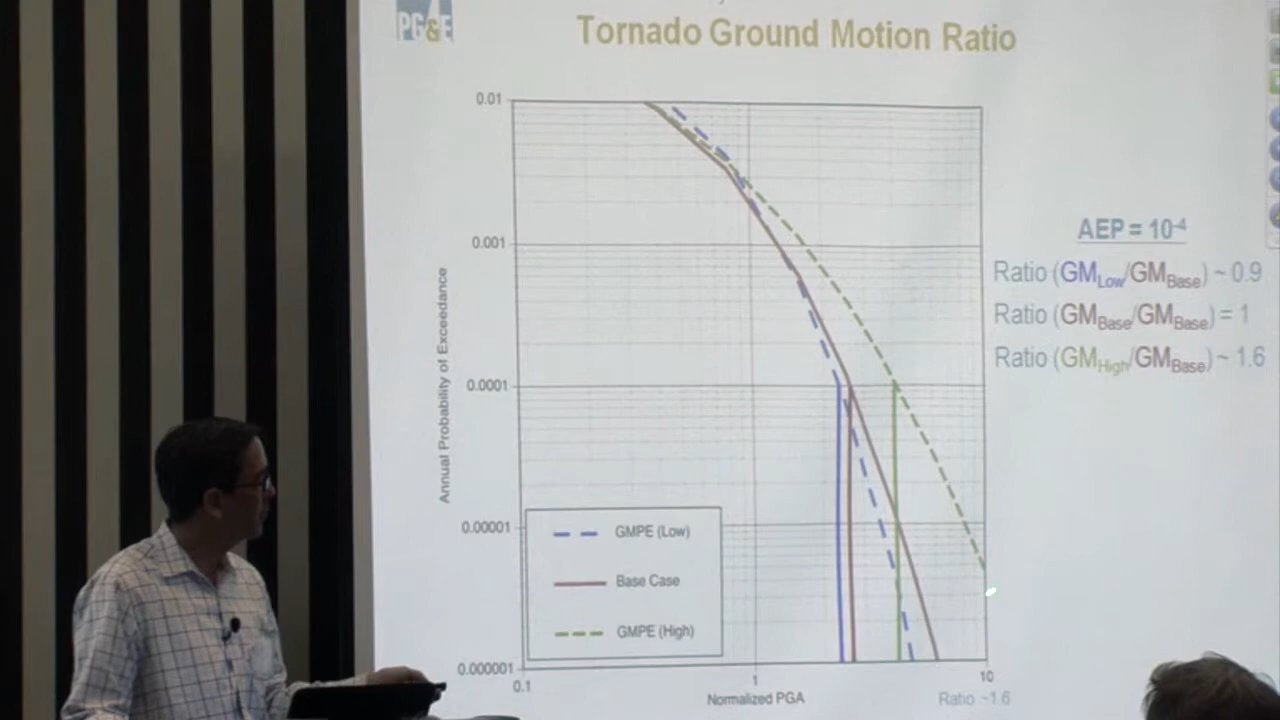 PG&E
Tornado Ground Motion Ratio
0.01
0.001
0.0001
0.00001
0.000001
Annual Probability of Exceedance
AEP = 10-4
Ratio (GMLow/GMBase) ~ 0.9
Ratio (GMBase/GMBase) = 1
Ratio (GMHigh/GMBase) ~ 1.6
GMPE (Low)
Base Case
GMPE (High)
0.1
1
10
Normalized PGA
Ratio ~1.6